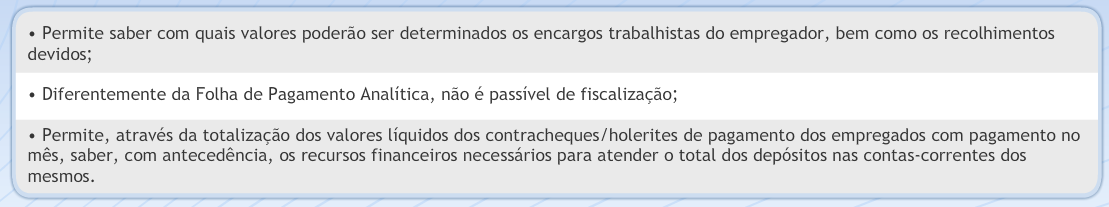 • Permite saber com quais valores poderão ser determinados os encargos trabalhistas do empregador, bem como os recolhimentos
devidos;
• Diferentemente da Folha de Pagamento Analítica, não é passível de fiscalização;
• Permite, através da totalização dos valores líquidos dos contracheques/holerites de pagamento dos empregados com pagamento no
mês, saber, com antecedência, os recursos financeiros necessários para atender o total dos depósitos nas contas-correntes dos
mesmos.